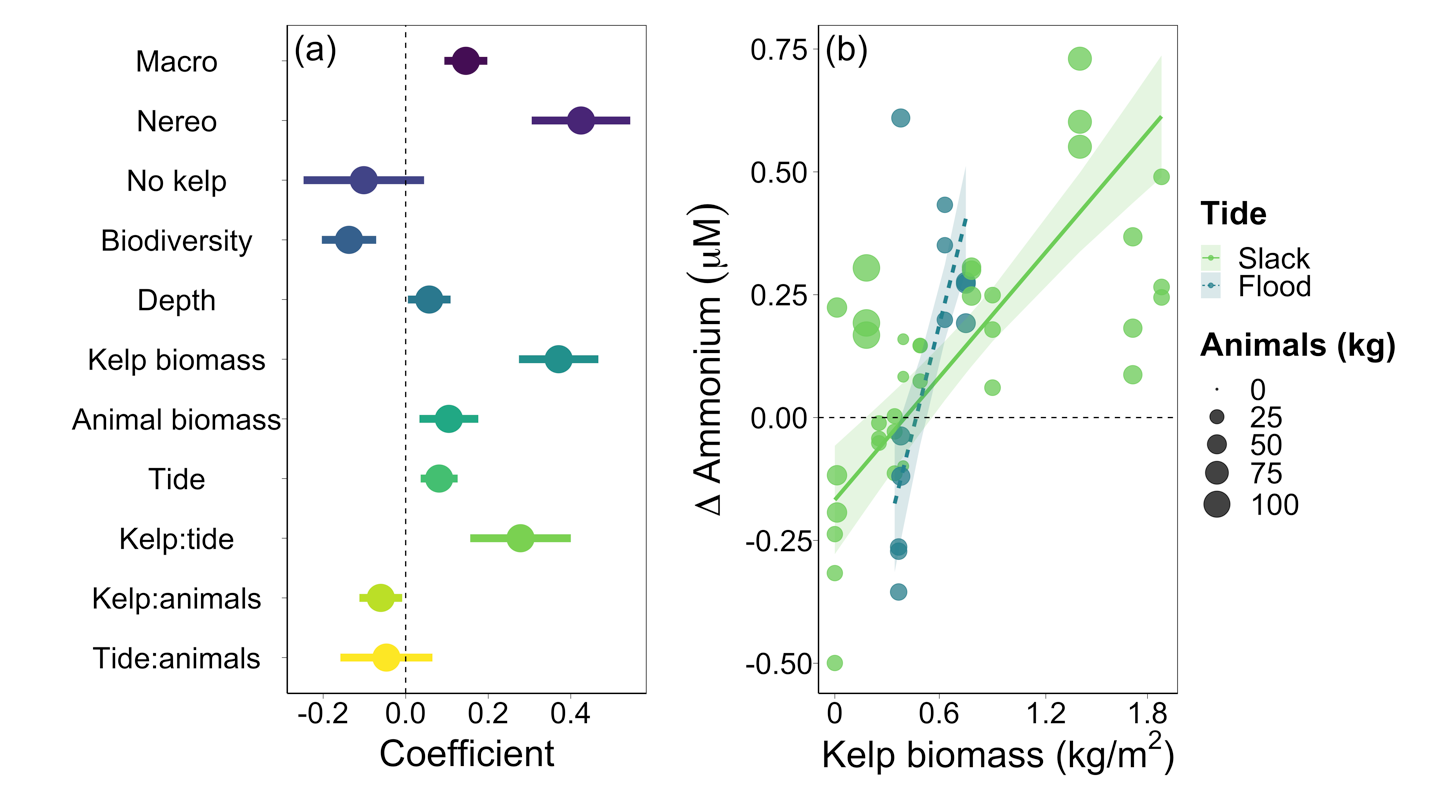 (a)
Macro
Nereo
No kelp
Biodiversity
Depth
Kelp biomass
Animal biomass
Tide
Kelp:tide
Kelp:animals
Tide:animals
-0.2 0.0 0.2 0.4
Coefficient
(b)
0.75
0.50
0.25
0.00
-0.25
-0.50
Δ Ammonium (μM)
0 0.6 1.2 1.8
Kelp biomass (kg/m²)
Tide
Slack
Flood
Animals (kg)
0
25
50
75
100